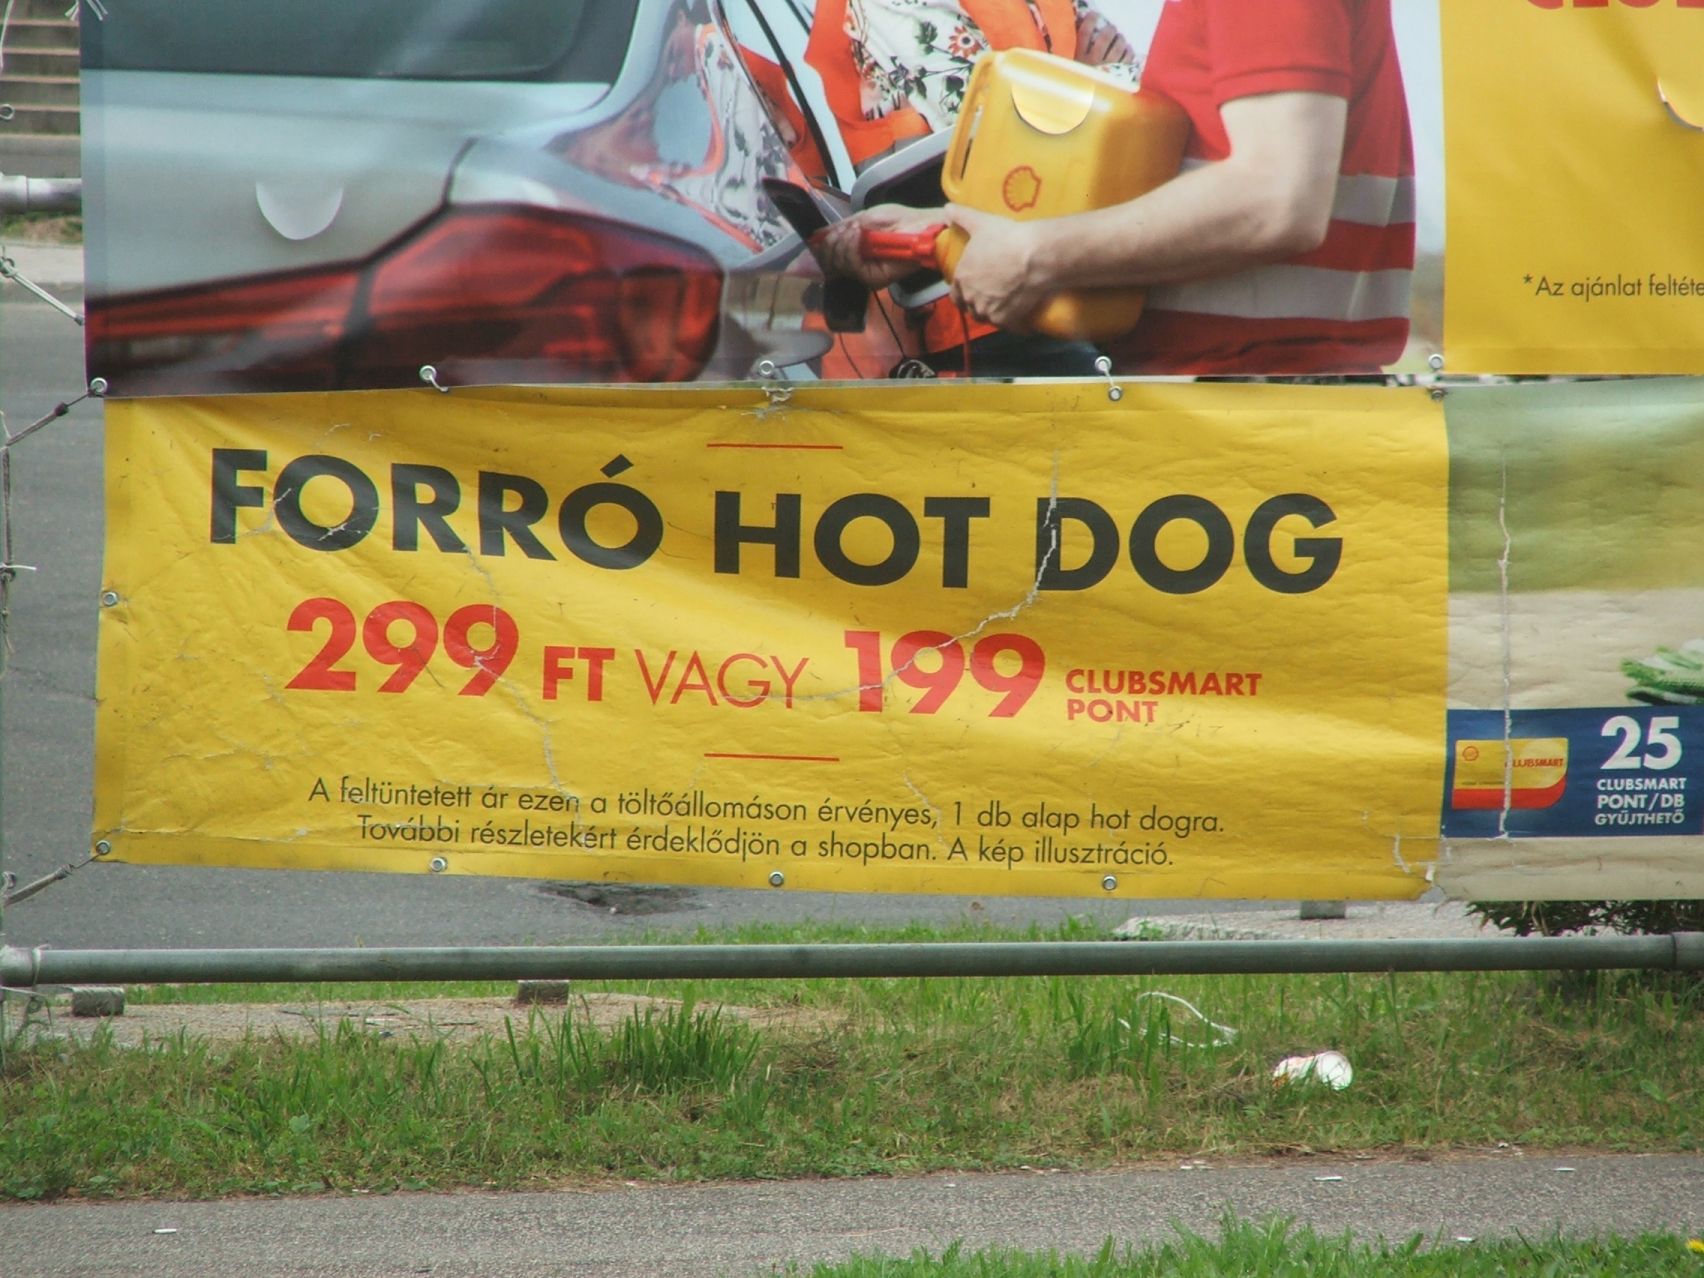 *Az ajánlat
FORRÓ HOT DOG
299 FT VAGY 199 CLUBSMART
PONT
A feltüntetett ár ezen a töltőállomáson érvényes, 1 db alap hot dogra.
További részletekért érdeklődjön a shopban. A kép illusztráció.
CLUBSMART
25
CLUBSMART
PONT/DB
GYŰJTHETŐ